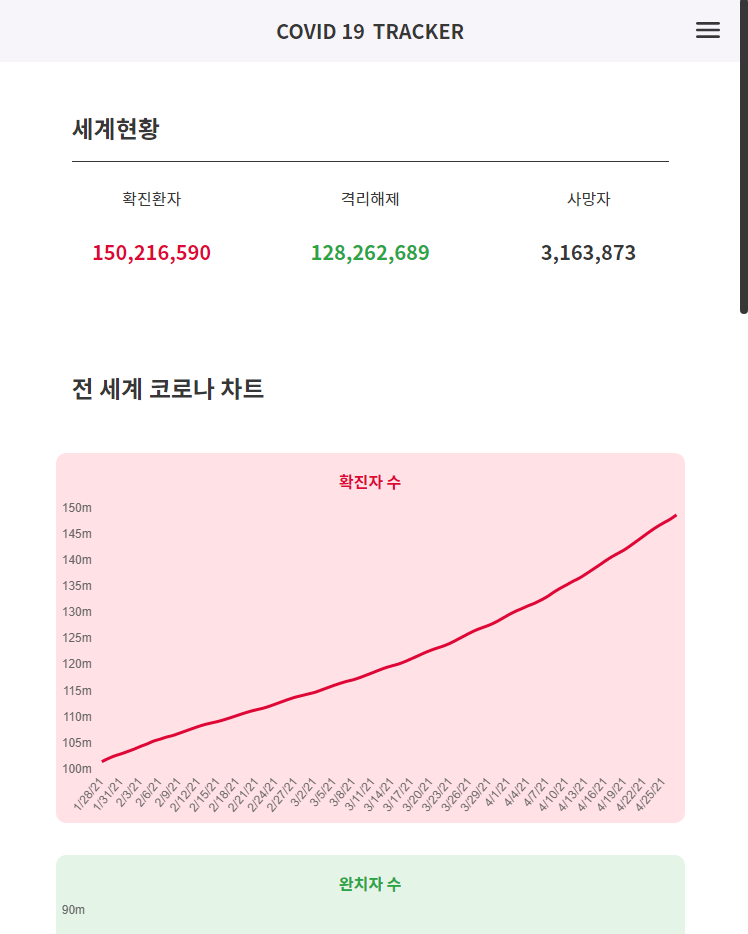 COVID 19 TRACKER
세계현황
확진환자 격리해제 사망자
150,216,590 128,262,689 3,163,873
전 세계 코로나 차트
확진자 수
150m
145m
140m
135m
130m
125m
120m
115m
110m
105m
100m
1/28/21 1/31/21 2/3/21 2/6/21 2/9/21 2/12/21 2/15/21 2/18/21 2/21/21 2/24/21 2/27/21 3/2/21 3/5/21 3/8/21 3/11/21 3/14/21 3/17/21 3/20/21 3/23/21 3/26/21 3/29/21 4/1/21 4/4/21 4/7/21 4/10/21 4/13/21 4/16/21 4/19/21 4/22/21 4/25/21
완치자 수
90m